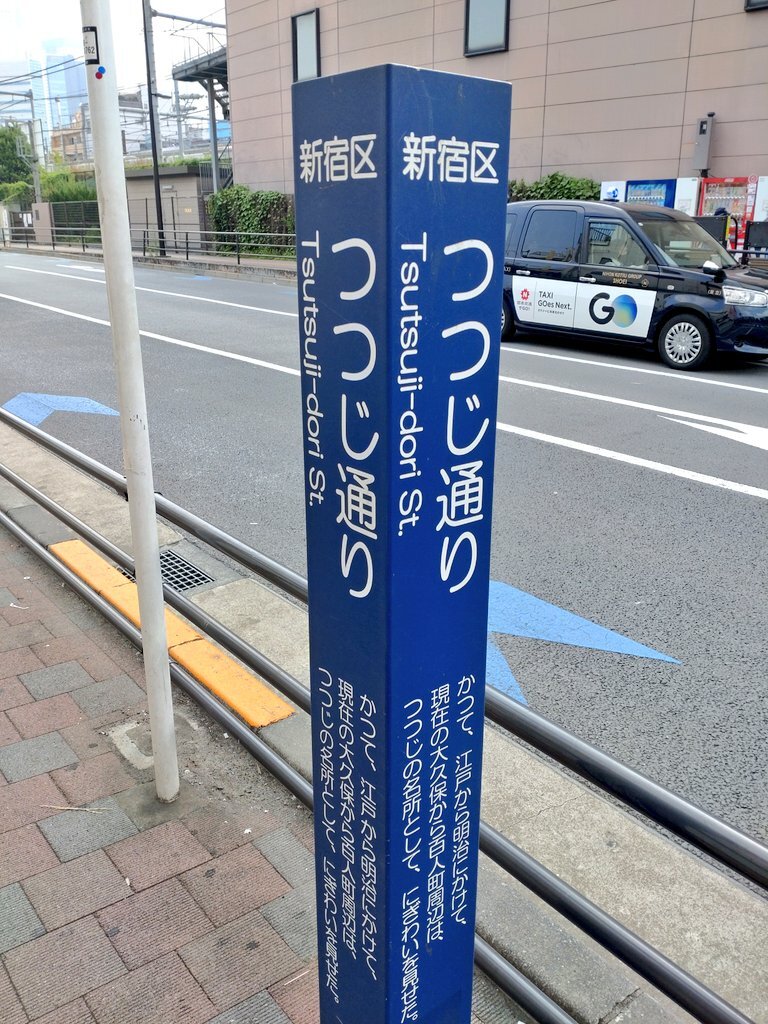 新宿区
つつじ通り
Tsutsuji-dori St.
かつて、江戸から明治にかけて、
現在の大久保から百人町周辺は、
つつじの名所として、にぎわいを見せた。
新宿区
つつじ通り
Tsutsuji-dori St.
かつて、江戸から明治にかけて、
現在の大久保から百人町周辺は、
つつじの名所として、にぎわいを見せた。
NIHON KOTSU GROUP
SHOEI
TAXI
GOes Next.
GO